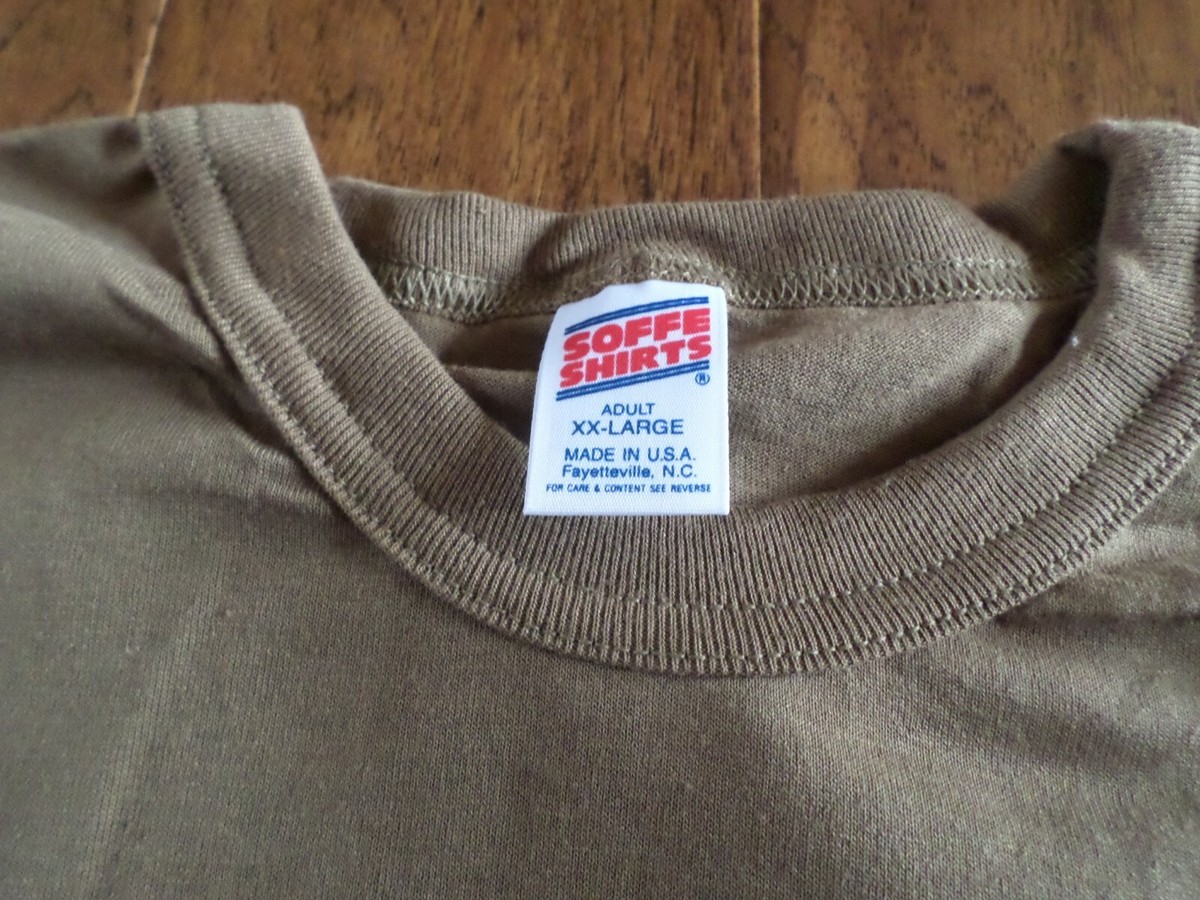 SOFFE
SHIRTS
®
ADULT
XX-LARGE
MADE IN U.S.A.
Fayetteville, N.C.
FOR CARE & CONTENT SEE REVERSE